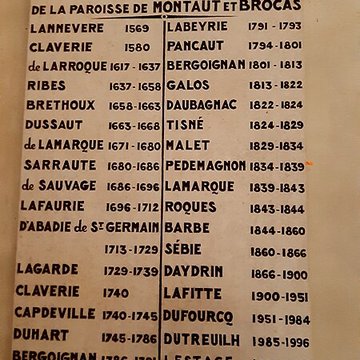 DE LA PAROISSE DE MONTAUT ET BROCAS
LANNEVERE 1569
CLAVERIE 1580
de LARROQUE 1617-1637
RIBES 1637-1658
BRETHOUX 1658-1663
DUSSAUT 1663-1668
de LAMARQUE 1671-1680
SARRAUTE 1680-1686
de SAUVAGE 1686-1696
LAFAURIE 1696-1712
D'ABADIE de ST GERMAIN
1713-1729
LAGARDE 1729-1739
CLAVERIE 1740
CAPDEVILLE 1740-1745
DUHART 1745-1786
BERGOIGNAN 1786-1791
LABEYRIE 1791-1793
PANCAUT 1794-1801
BERGOIGNAN 1801-1813
GALOS 1813-1822
DAUBAGNAC 1822-1824
TISNÉ 1824-1829
MALET 1829-1834
PEDEMAGNON 1834-1839
LAMARQUE 1839-1843
ROQUES 1843-1844
BARBE 1844-1860
SÉBIE 1860-1866
DAYDRIN 1866-1900
LAFITTE 1900-1951
DUFOURCQ 1951-1984
DUTREUILH 1985-1996